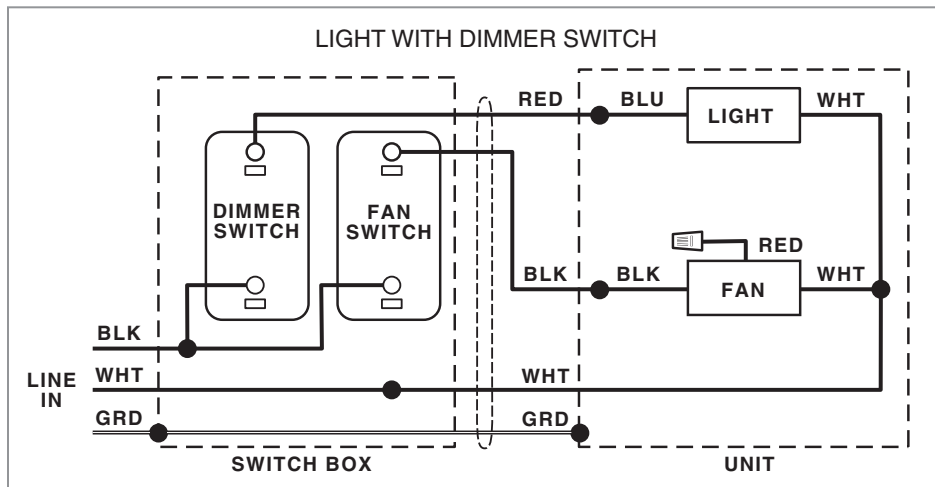 LIGHT WITH DIMMER SWITCH
RED
BLU
LIGHT
WHT
DIMMER
SWITCH
FAN
SWITCH
RED
BLK
BLK
FAN
WHT
BLK
LINE
IN
WHT
WHT
GRD
GRD
SWITCH BOX
UNIT